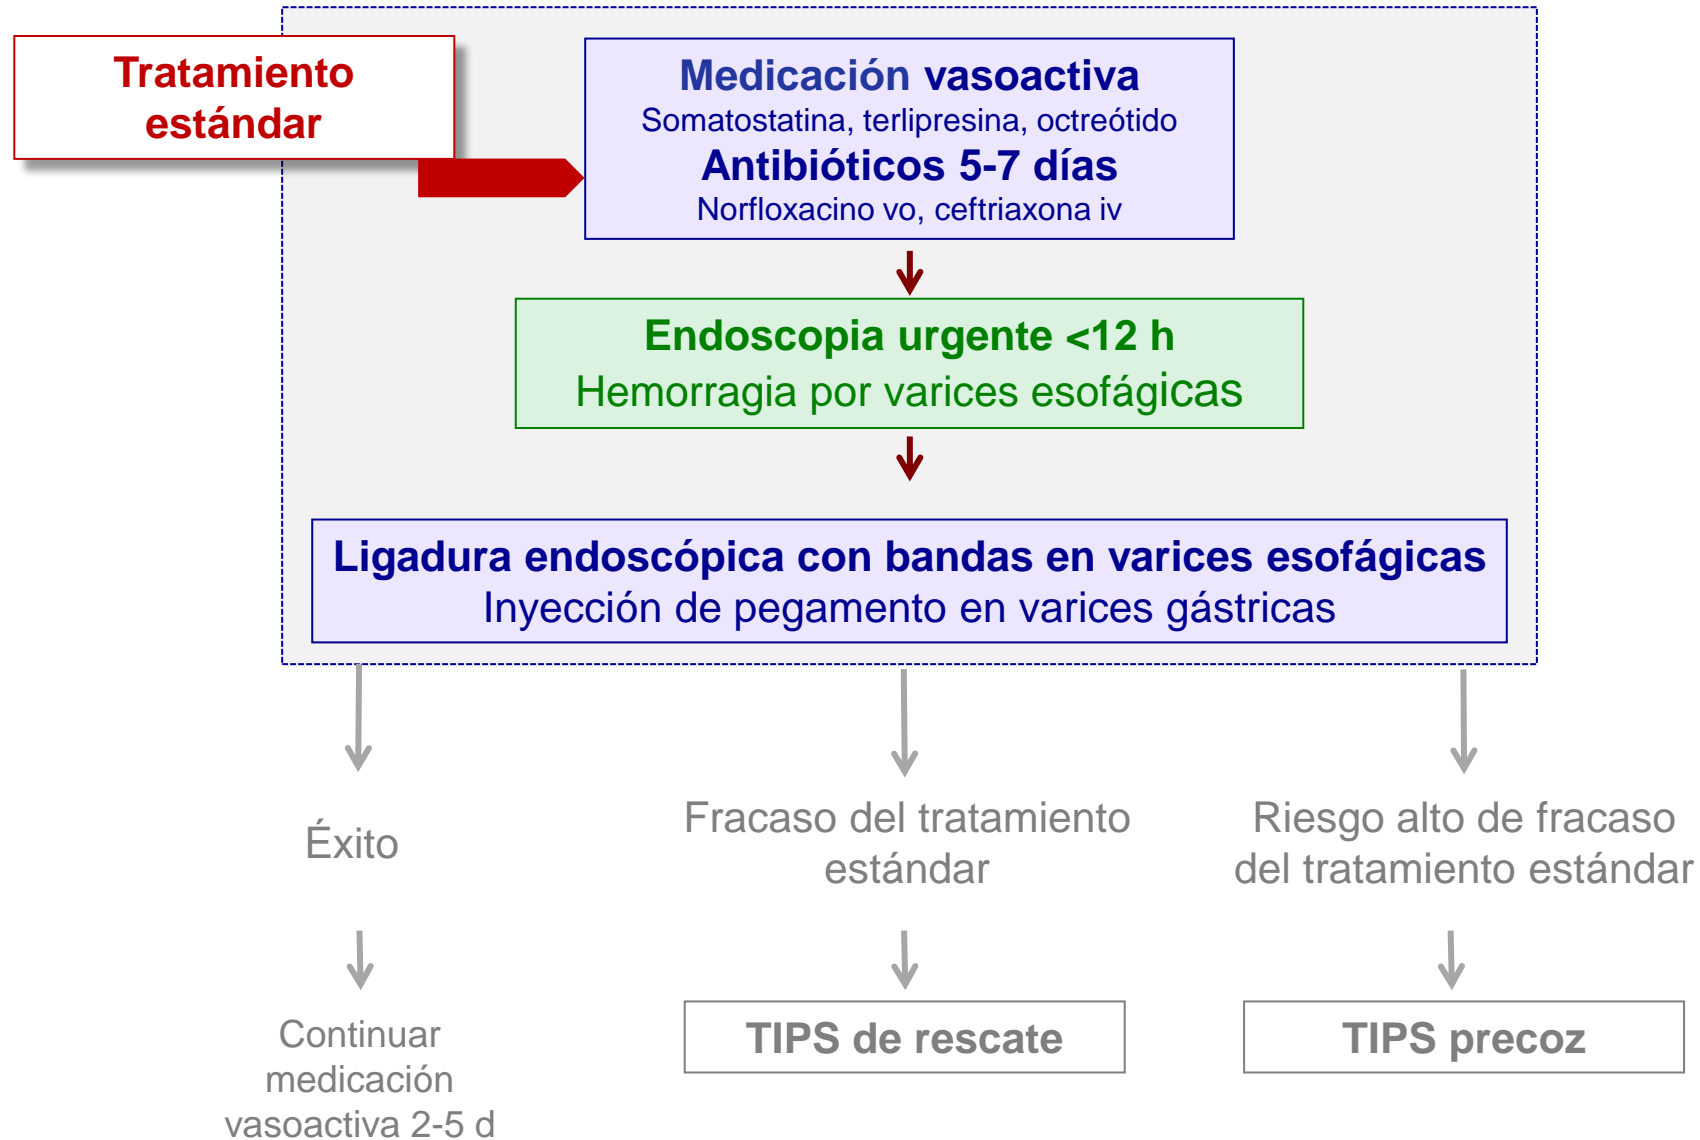 Tratamiento
estándar
Medicación vasoactiva
Somatostatina, terlipresina, octreótido
Antibióticos 5-7 días
Norfloxacino vo, ceftriaxona iv
Endoscopia urgente <12 h
Hemorragia por varices esofágicas
Ligadura endoscópica con bandas en varices esofágicas
Inyección de pegamento en varices gástricas
Éxito
Fracaso del tratamiento
estándar
Riesgo alto de fracaso
del tratamiento estándar
Continuar
medicación
vasoactiva 2-5 d
TIPS de rescate
TIPS precoz